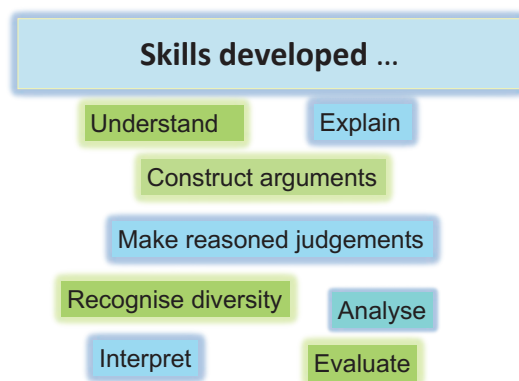 Skills developed ...
Understand
Explain
Construct arguments
Make reasoned judgements
Recognise diversity
Analyse
Interpret
Evaluate